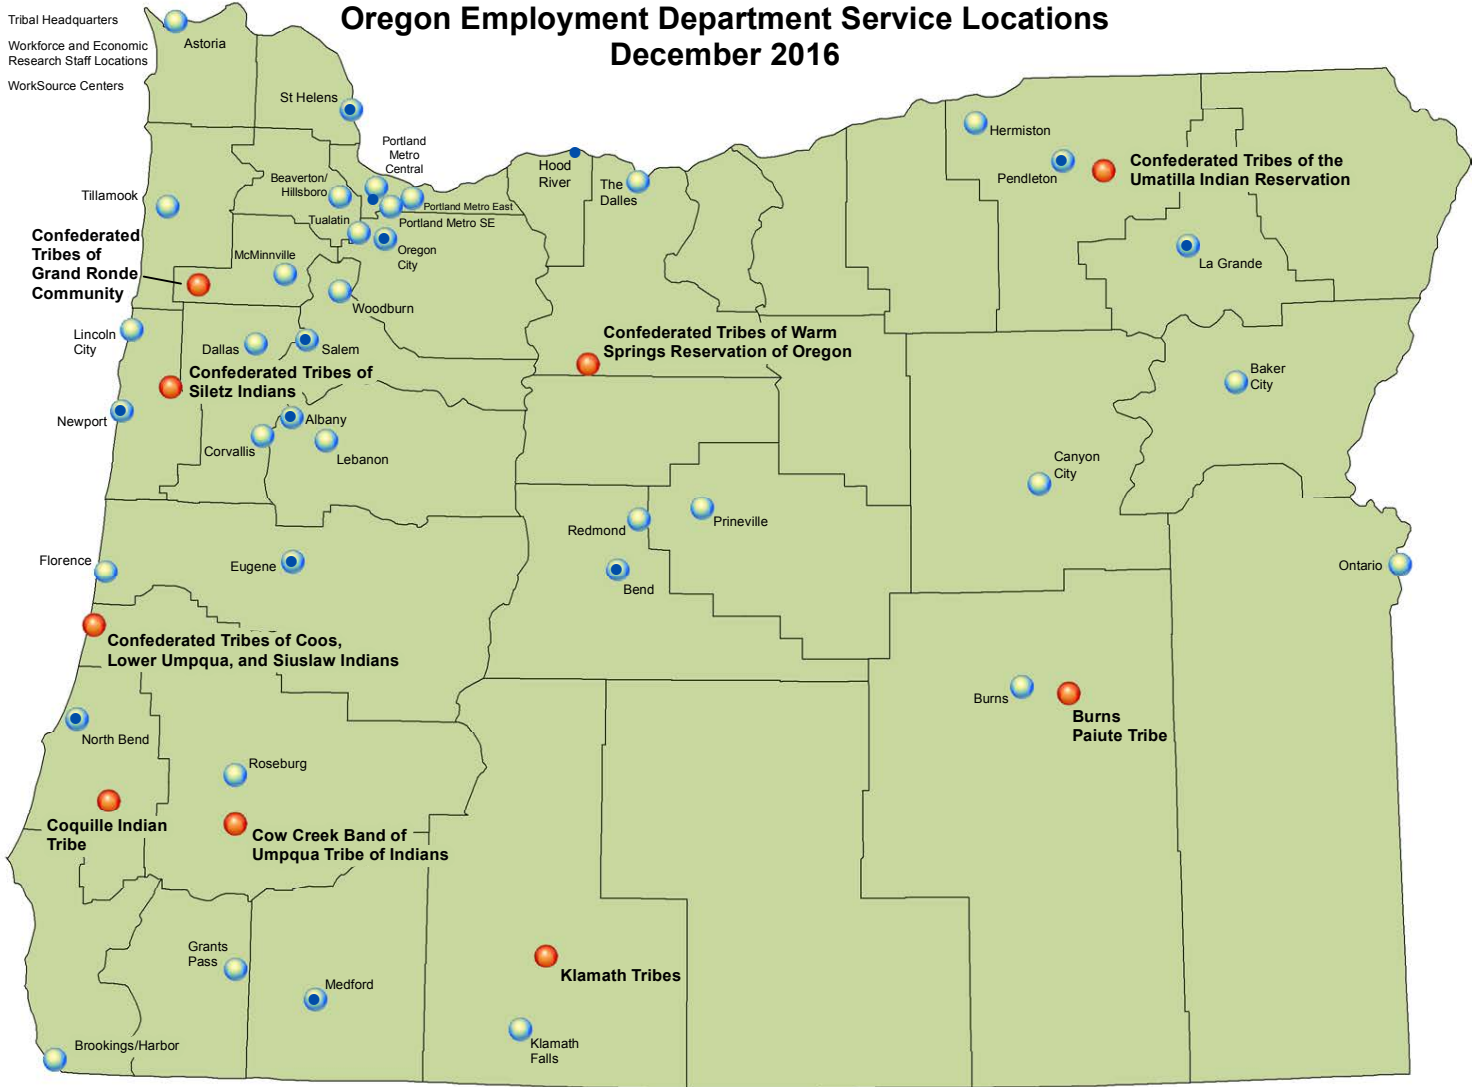 Oregon Employment Department Service Locations
December 2016
Tribal Headquarters
Workforce and Economic
Research Staff Locations
WorkSource Centers
Astoria
St Helens
Portland
Metro
Central
Hermiston
Hood
River
The
Dalles
Pendleton
Confederated Tribes of the
Umatilla Indian Reservation
Beaverton/
Hillsboro
Tillamook
Portland Metro East
Tualatin
Portland Metro SE
Confederated
Tribes of
Grand Ronde
Community
McMinnville
Oregon
City
La Grande
Woodburn
Lincoln
City
Dallas
Salem
Confederated Tribes of Warm
Springs Reservation of Oregon
Confederated Tribes of
Siletz Indians
Baker
City
Newport
Albany
Corvallis
Lebanon
Canyon
City
Redmond
Prineville
Florence
Eugene
Bend
Ontario
Confederated Tribes of Coos,
Lower Umpqua, and Siuslaw Indians
Burns
Burns
Paiute Tribe
North Bend
Roseburg
Coquille Indian
Tribe
Cow Creek Band of
Umpqua Tribe of Indians
Grants
Pass
Medford
Klamath Tribes
Klamath
Falls
Brookings/Harbor